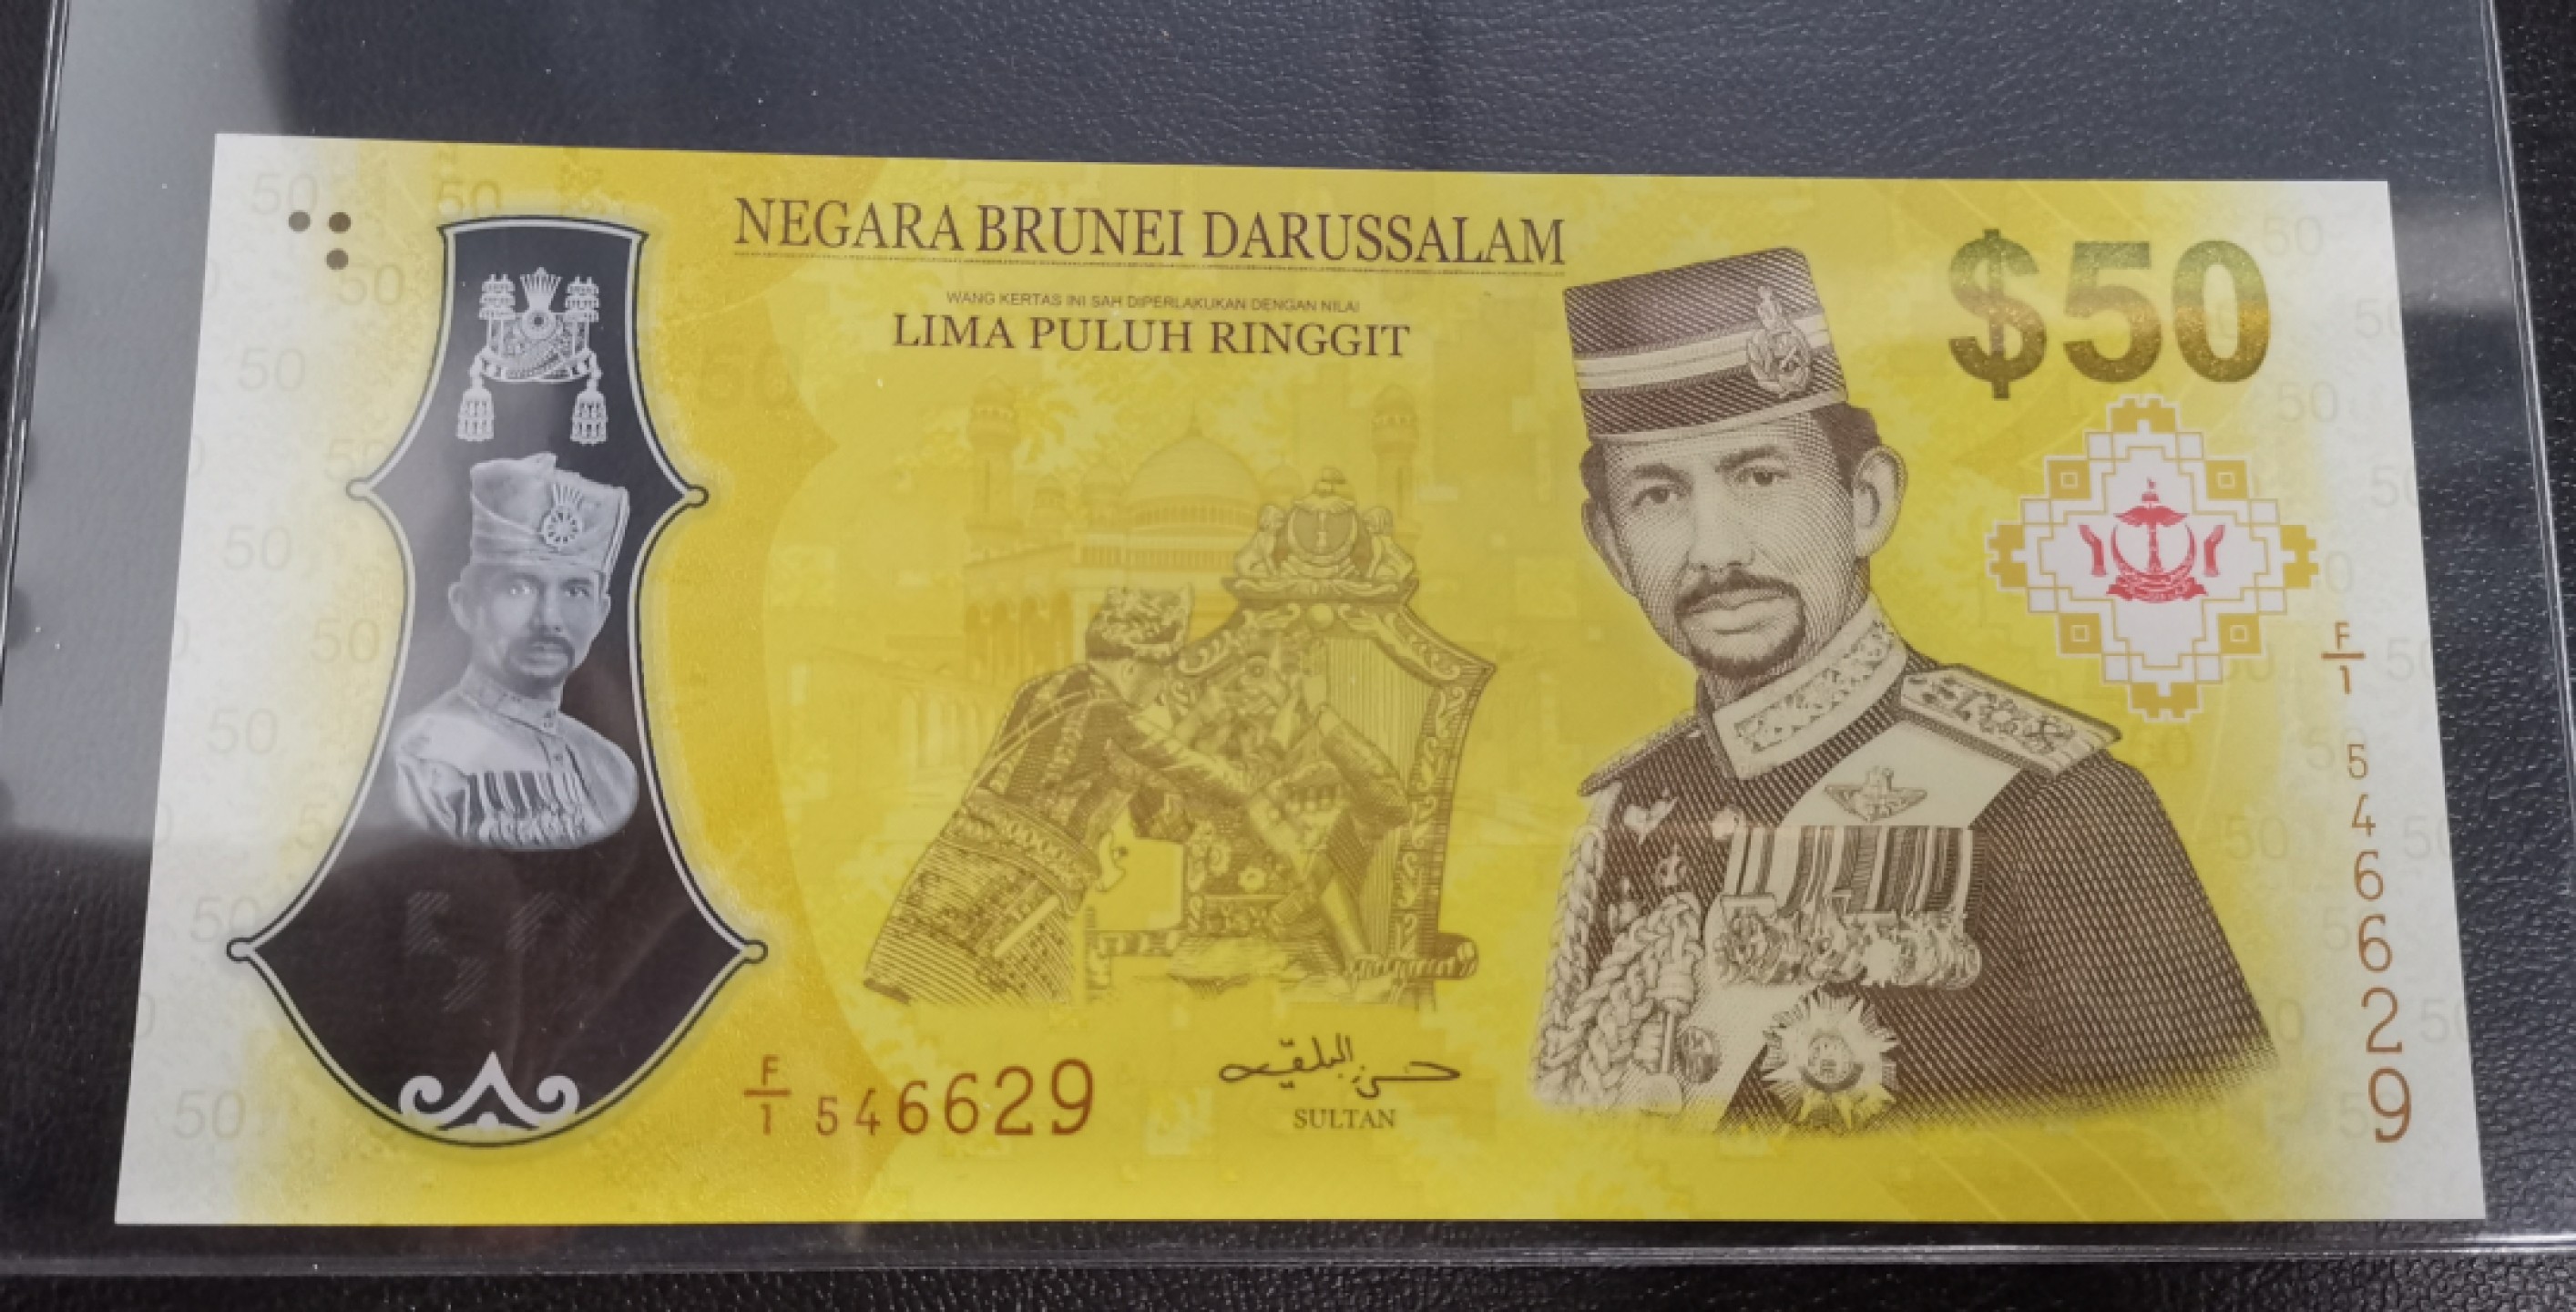 NEGARA BRUNEI DARUSSALAM
WANG KERTAS INI SAH DIPERLAKUKAN DENGAN NILAI
LIMA PULUH RINGGIT
$50
F/1 546629
حسن البلقيه
SULTAN
F/1 546629
50